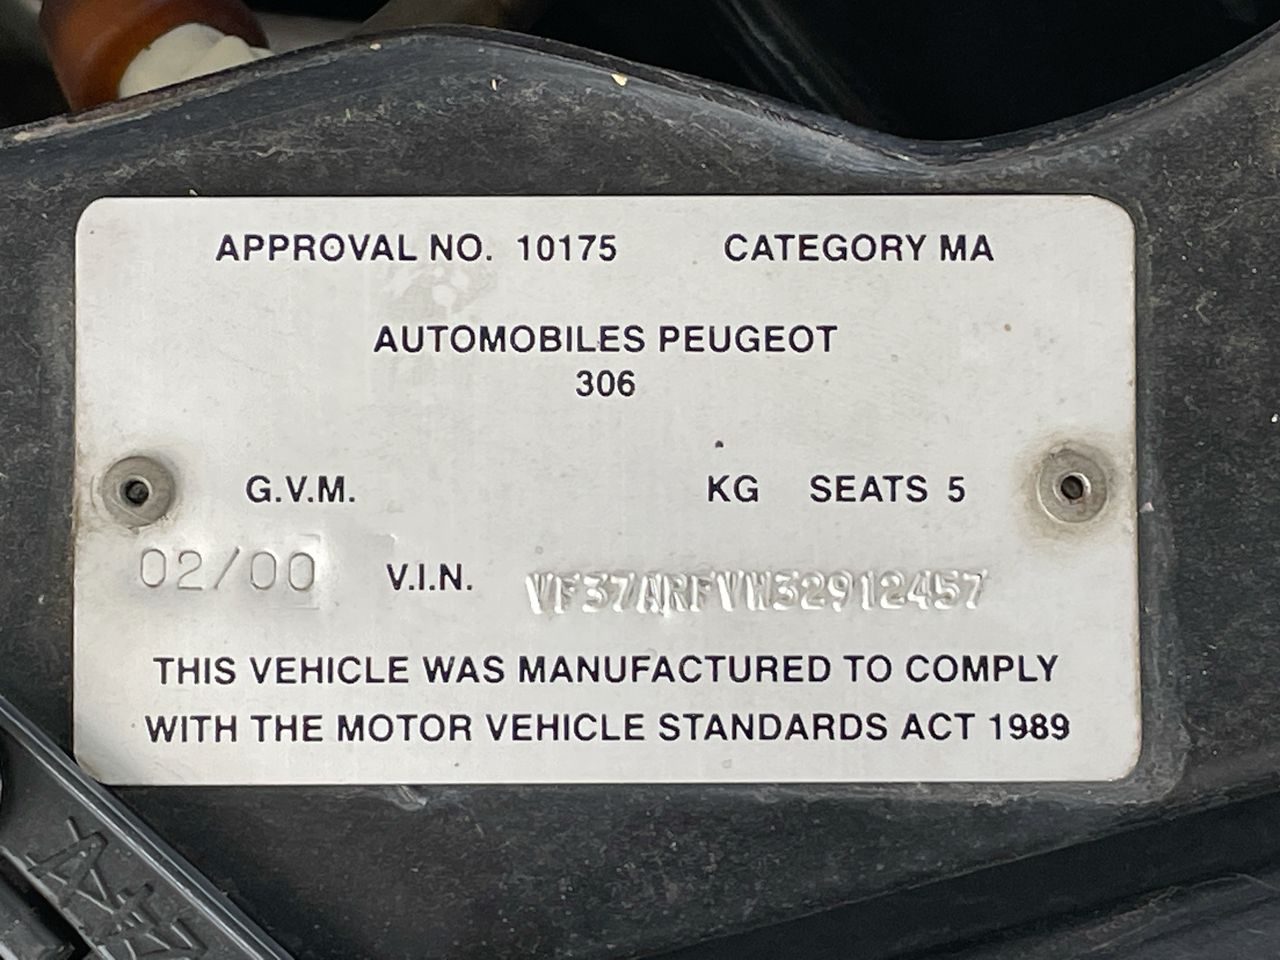 APPROVAL NO. 10175 CATEGORY MA
AUTOMOBILES PEUGEOT
306
G.V.M. KG SEATS 5
02/00 V.I.N. VF37ARFVW32912457
THIS VEHICLE WAS MANUFACTURED TO COMPLY
WITH THE MOTOR VEHICLE STANDARDS ACT 1989